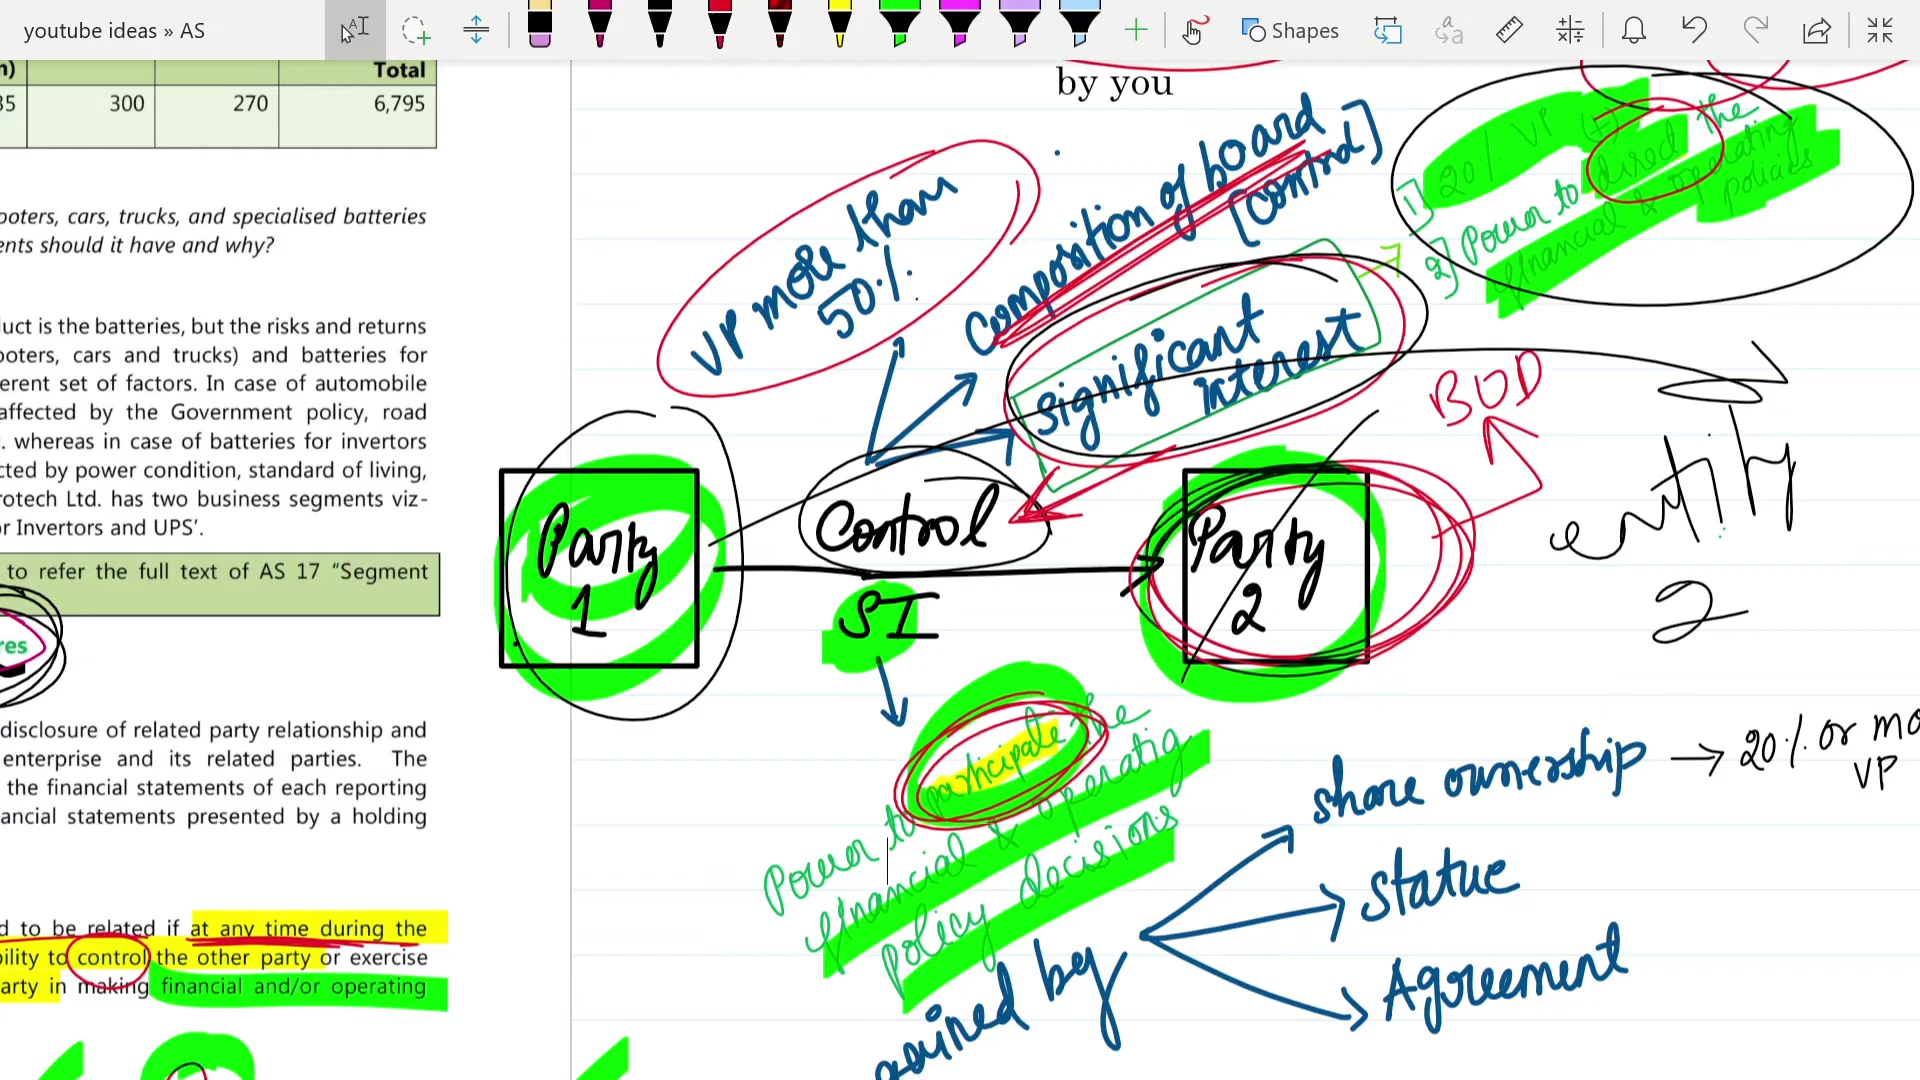 youtube ideas » AS
Shapes
n) Total
35 300 270 6,795
ooters, cars, trucks, and specialised batteries
ents should it have and why?
duct is the batteries, but the risks and returns
ooters, cars and trucks) and batteries for
erent set of factors. In case of automobile
affected by the Government policy, road
. whereas in case of batteries for invertors
cted by power condition, standard of living,
rotech Ltd. has two business segments viz-
or Invertors and UPS’.
to refer the full text of AS 17 “Segment
res
disclosure of related party relationship and
enterprise and its related parties. The
the financial statements of each reporting
ancial statements presented by a holding
d to be related if at any time during the
bility to control the other party or exercise
arty in making financial and/or operating
by you
VP more than
50%.
Composition of board
[Control]
Significant
interest
1] 20% VP (+)
2] Power to direct the
financial & operating
policies
BOD
Party
1
Control
SI
Party
2
entity
2
Power to participate the
financial & operatig
policy decisions
quired by
share ownership → 20% or mo
VP
Statue
Agreement